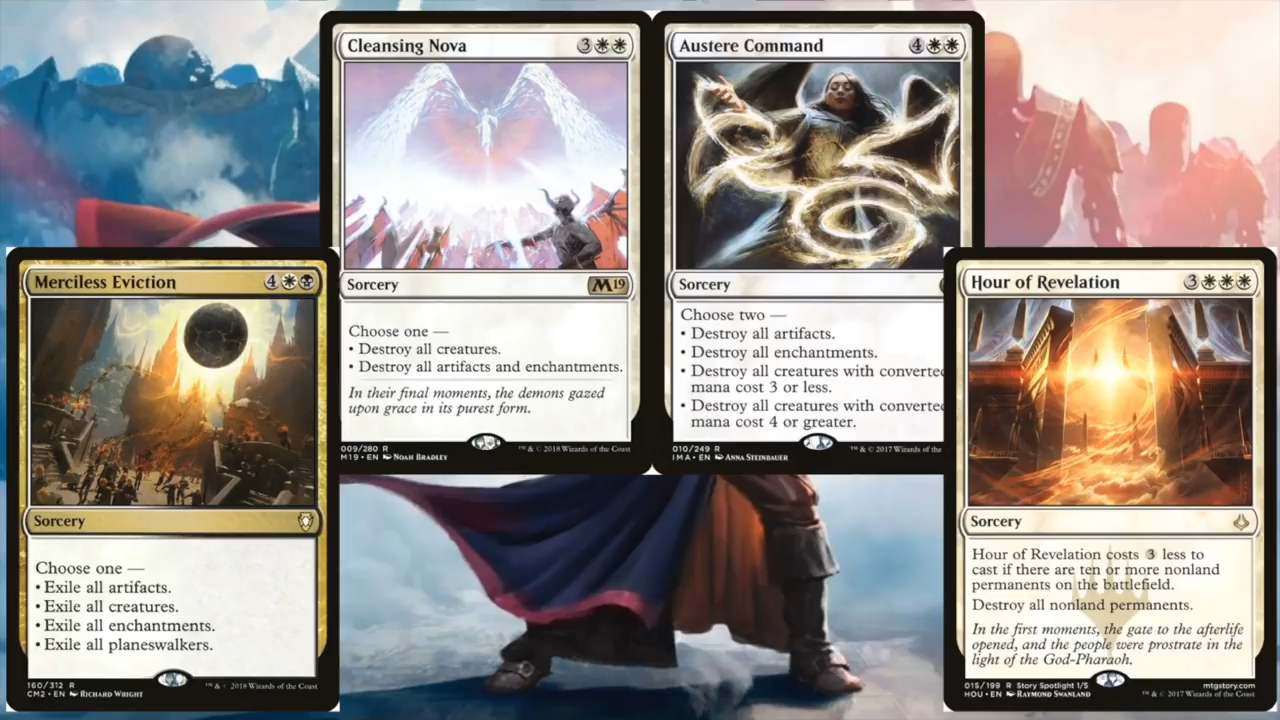 Merciless Eviction 4
Sorcery
Choose one —
• Exile all artifacts.
• Exile all creatures.
• Exile all enchantments.
• Exile all planeswalkers.
160/312 R
CM2 • EN RICHARD WRIGHT
™ & © 2018 Wizards of the Coast
Cleansing Nova 3
Sorcery
M19
Choose one —
• Destroy all creatures.
• Destroy all artifacts and enchantments.
In their final moments, the demons gazed
upon grace in its purest form.
009/280 R
M19 • EN NOAH BRADLEY
™ & © 2018 Wizards of the Coast
Austere Command 4
Sorcery
Choose two —
• Destroy all artifacts.
• Destroy all enchantments.
• Destroy all creatures with converted
mana cost 3 or less.
• Destroy all creatures with converted
mana cost 4 or greater.
010/249 R
IMA • EN ANNA STEINBAUER
™ & © 2017 Wizards of the
Hour of Revelation 3
Sorcery
Hour of Revelation costs 3 less to
cast if there are ten or more nonland
permanents on the battlefield.
Destroy all nonland permanents.
In the first moments, the gate to the afterlife
opened, and the people were prostrate in the
light of the God-Pharaoh.
015/199 R Story Spotlight 1/5
HOU • EN RAYMOND SWANLAND
mtgstory.com
™ & © 2017 Wizards of the Coast